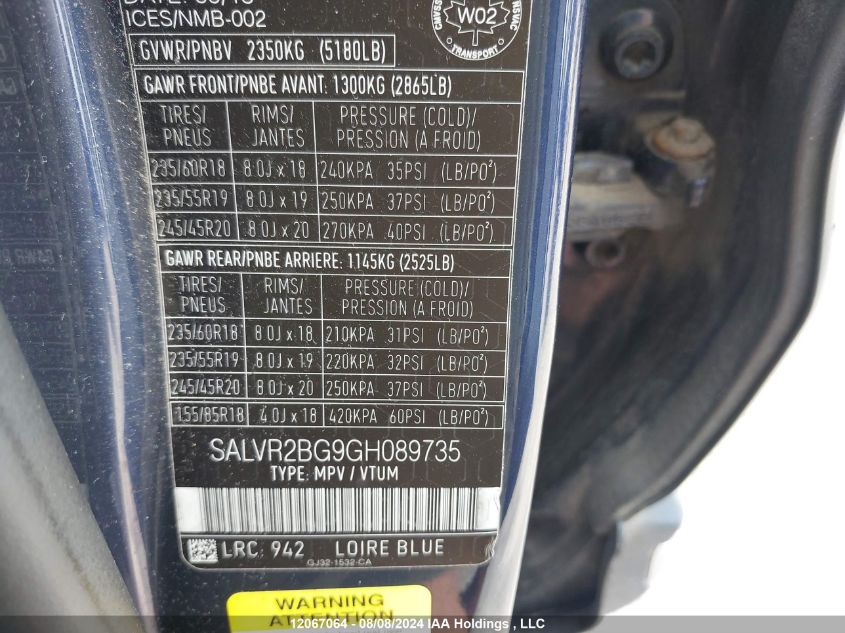 ICES/NMB-002
CMVSS
NSVAC
W02
TRANSPORT
GVWR/PNBV 2350KG (5180LB)
GAWR FRONT/PNBE AVANT: 1300KG (2865LB)
TIRES/ RIMS/ PRESSURE (COLD)/
PNEUS JANTES PRESSION (A FROID)
235/60R18 8.0J x 18 240KPA 35PSI (LB/PO²)
235/55R19 8.0J x 19 250KPA 37PSI (LB/PO²)
245/45R20 8.0J x 20 270KPA 40PSI (LB/PO²)
GAWR REAR/PNBE ARRIERE: 1145KG (2525LB)
TIRES/ RIMS/ PRESSURE (COLD)/
PNEUS JANTES PRESSION (A FROID)
235/60R18 8.0J x 18 210KPA 31PSI (LB/PO²)
235/55R19 8.0J x 19 220KPA 32PSI (LB/PO²)
245/45R20 8.0J x 20 250KPA 37PSI (LB/PO²)
155/85R18 4.0J x 18 420KPA 60PSI (LB/PO²)
SALVR2BG9GH089735
TYPE: MPV / VTUM
LRC: 942 LOIRE BLUE
GJ32-1532-CA
WARNING
ATTENTION
12067064 - 08/08/2024 IAA Holdings, LLC